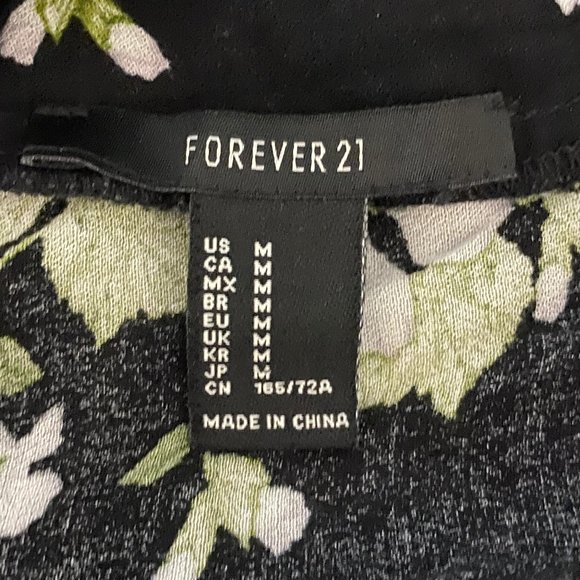 FOREVER 21
US M
CA M
MX M
BR M
EU M
UK M
KR M
JP M
CN 165/72A
MADE IN CHINA